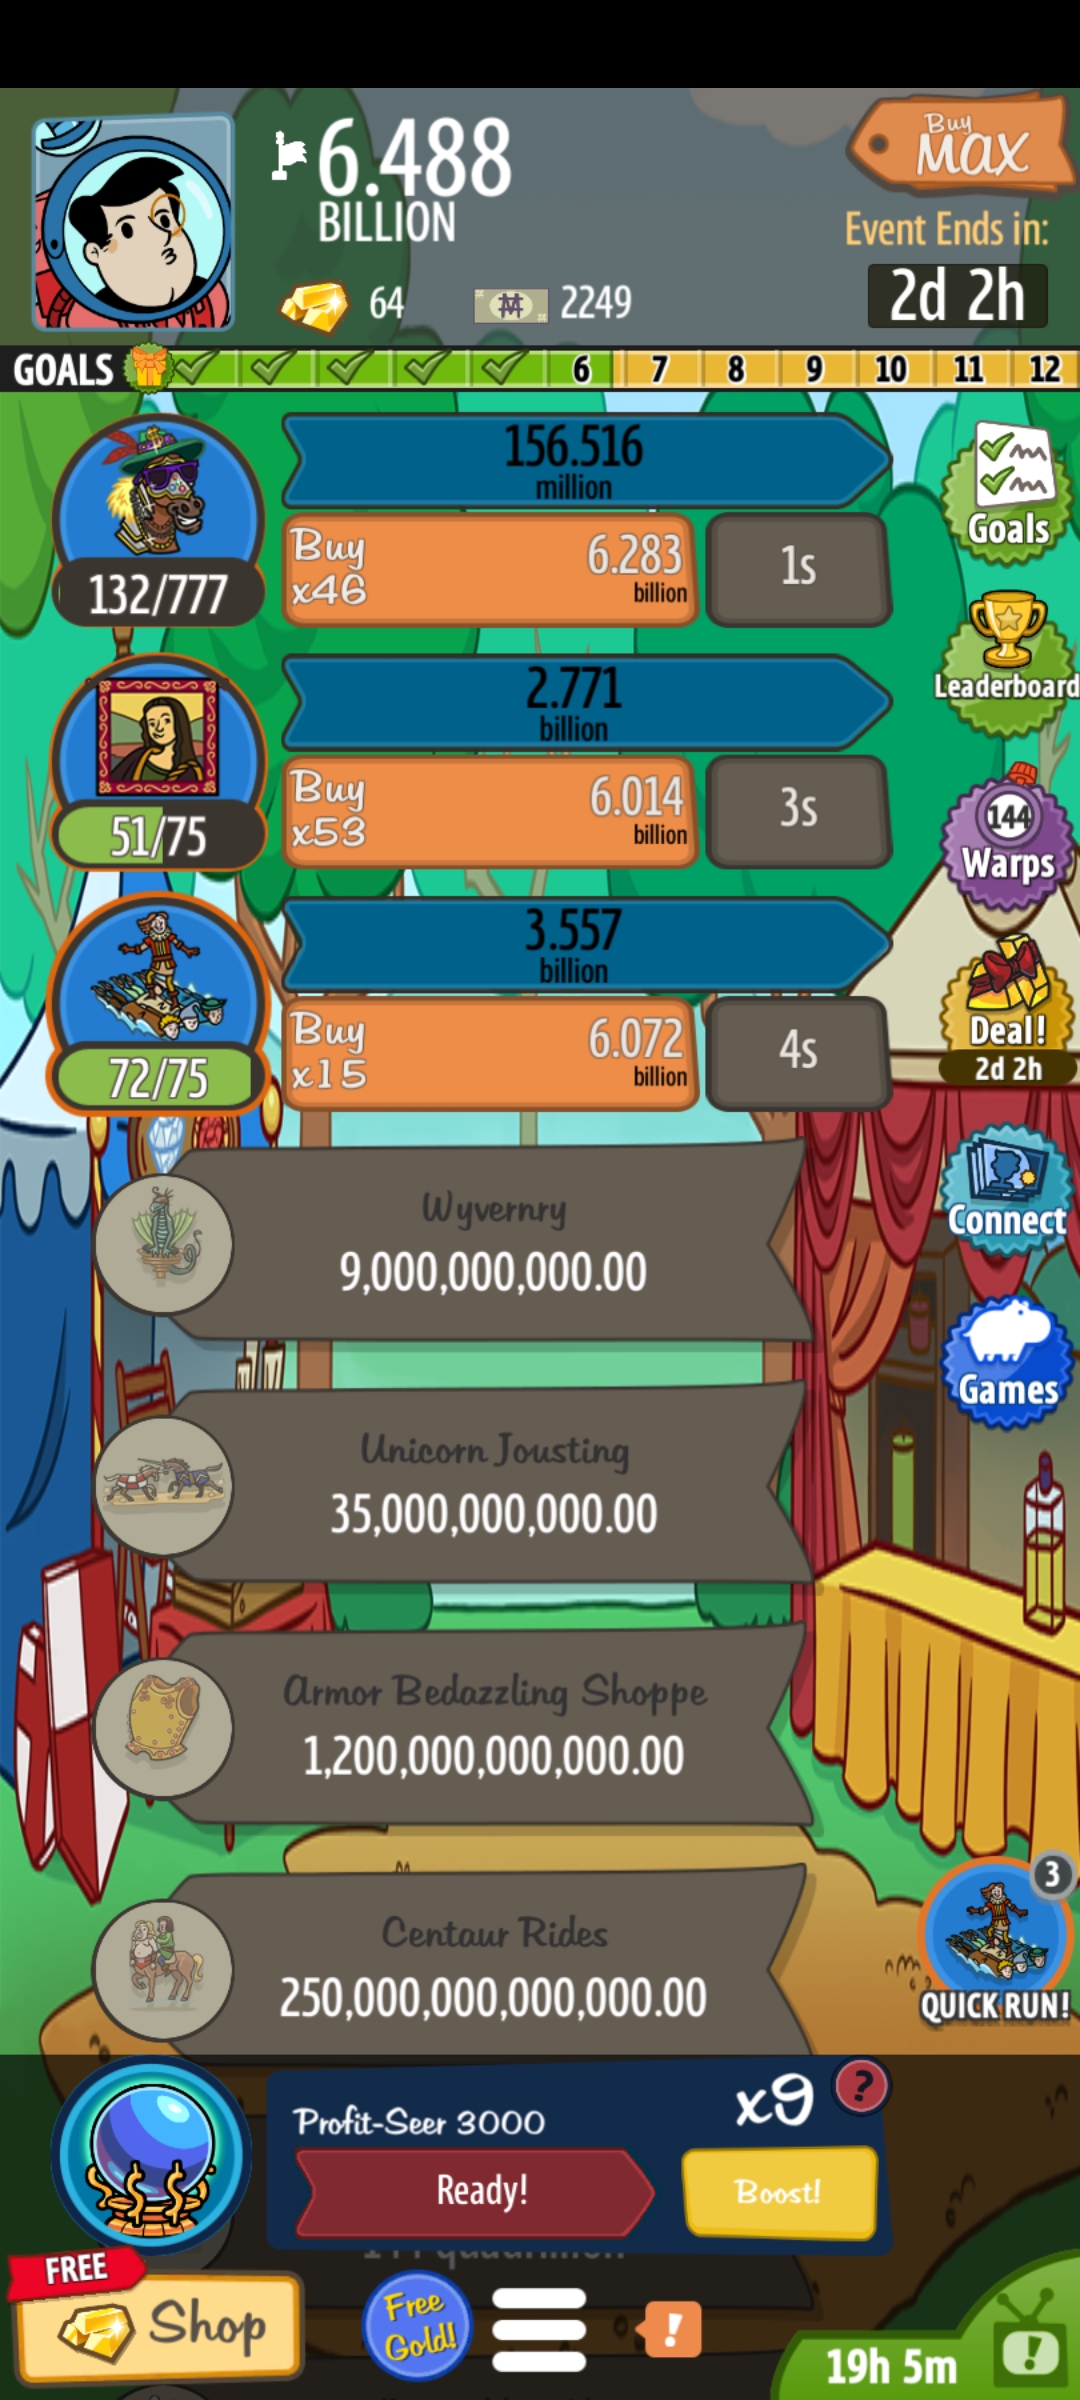 6.488
BILLION
Buy
MAX
Event Ends in:
2d 2h
64
2249
GOALS
6 7 8 9 10 11 12
156.516
million
Buy
x46
6.283
billion
1s
132/777
Goals
2.771
billion
Buy
x53
6.014
billion
3s
51/75
Leaderboard
144
Warps
3.557
billion
Buy
x15
6.072
billion
4s
72/75
Deal!
2d 2h
Wyvernry
9,000,000,000.00
Connect
Unicorn Jousting
35,000,000,000.00
Games
Armor Bedazzling Shoppe
1,200,000,000,000.00
Centaur Rides
250,000,000,000,000.00
3
QUICK RUN!
Profit-Seer 3000
x9
?
Ready!
Boost!
FREE
Shop
Free
Gold!
!
19h 5m
!